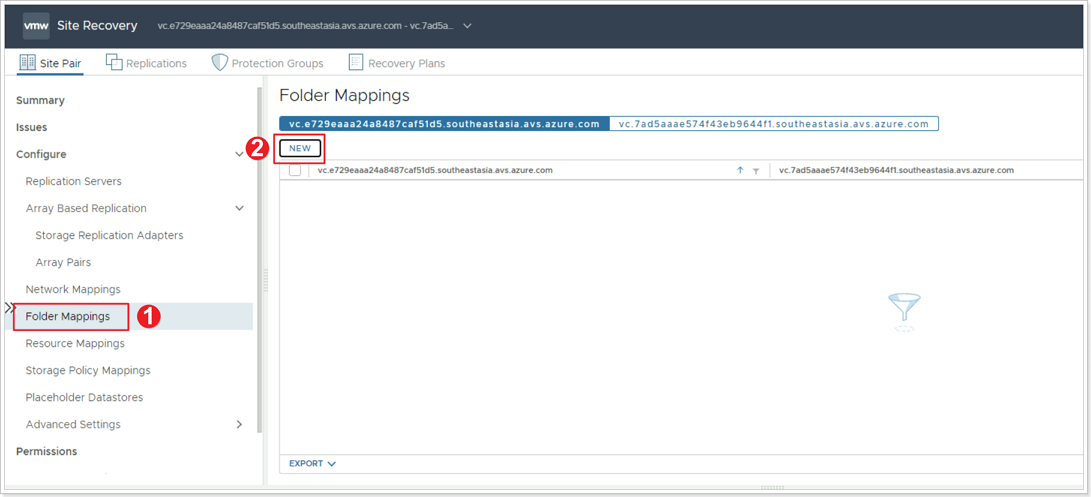 vmw Site Recovery vc.e729eaaa24a8487caf51d5.southeastasia.avs.azure.com - vc.7ad5a...
Site Pair Replications Protection Groups Recovery Plans
Summary
Issues
Configure
Replication Servers
Array Based Replication
Storage Replication Adapters
Array Pairs
Network Mappings
Folder Mappings 1
Resource Mappings
Storage Policy Mappings
Placeholder Datastores
Advanced Settings
Permissions
Folder Mappings
vc.e729eaaa24a8487caf51d5.southeastasia.avs.azure.com vc.7ad5aaae574f43eb9644f1.southeastasia.avs.azure.com
2 NEW
vc.e729eaaa24a8487caf51d5.southeastasia.avs.azure.com vc.7ad5aaae574f43eb9644f1.southeastasia.avs.azure.com
EXPORT